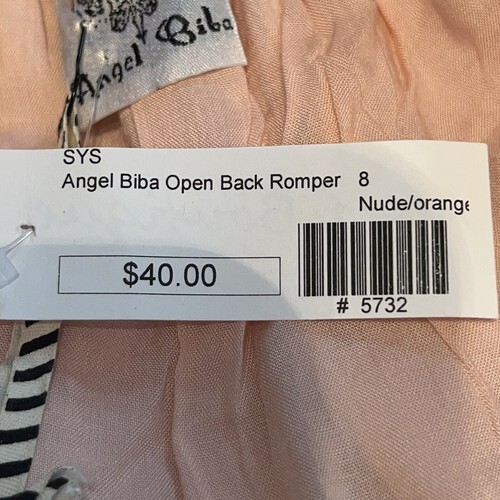 Angel Biba
SYS
Angel Biba Open Back Romper 8
Nude/orange
$40.00
# 5732